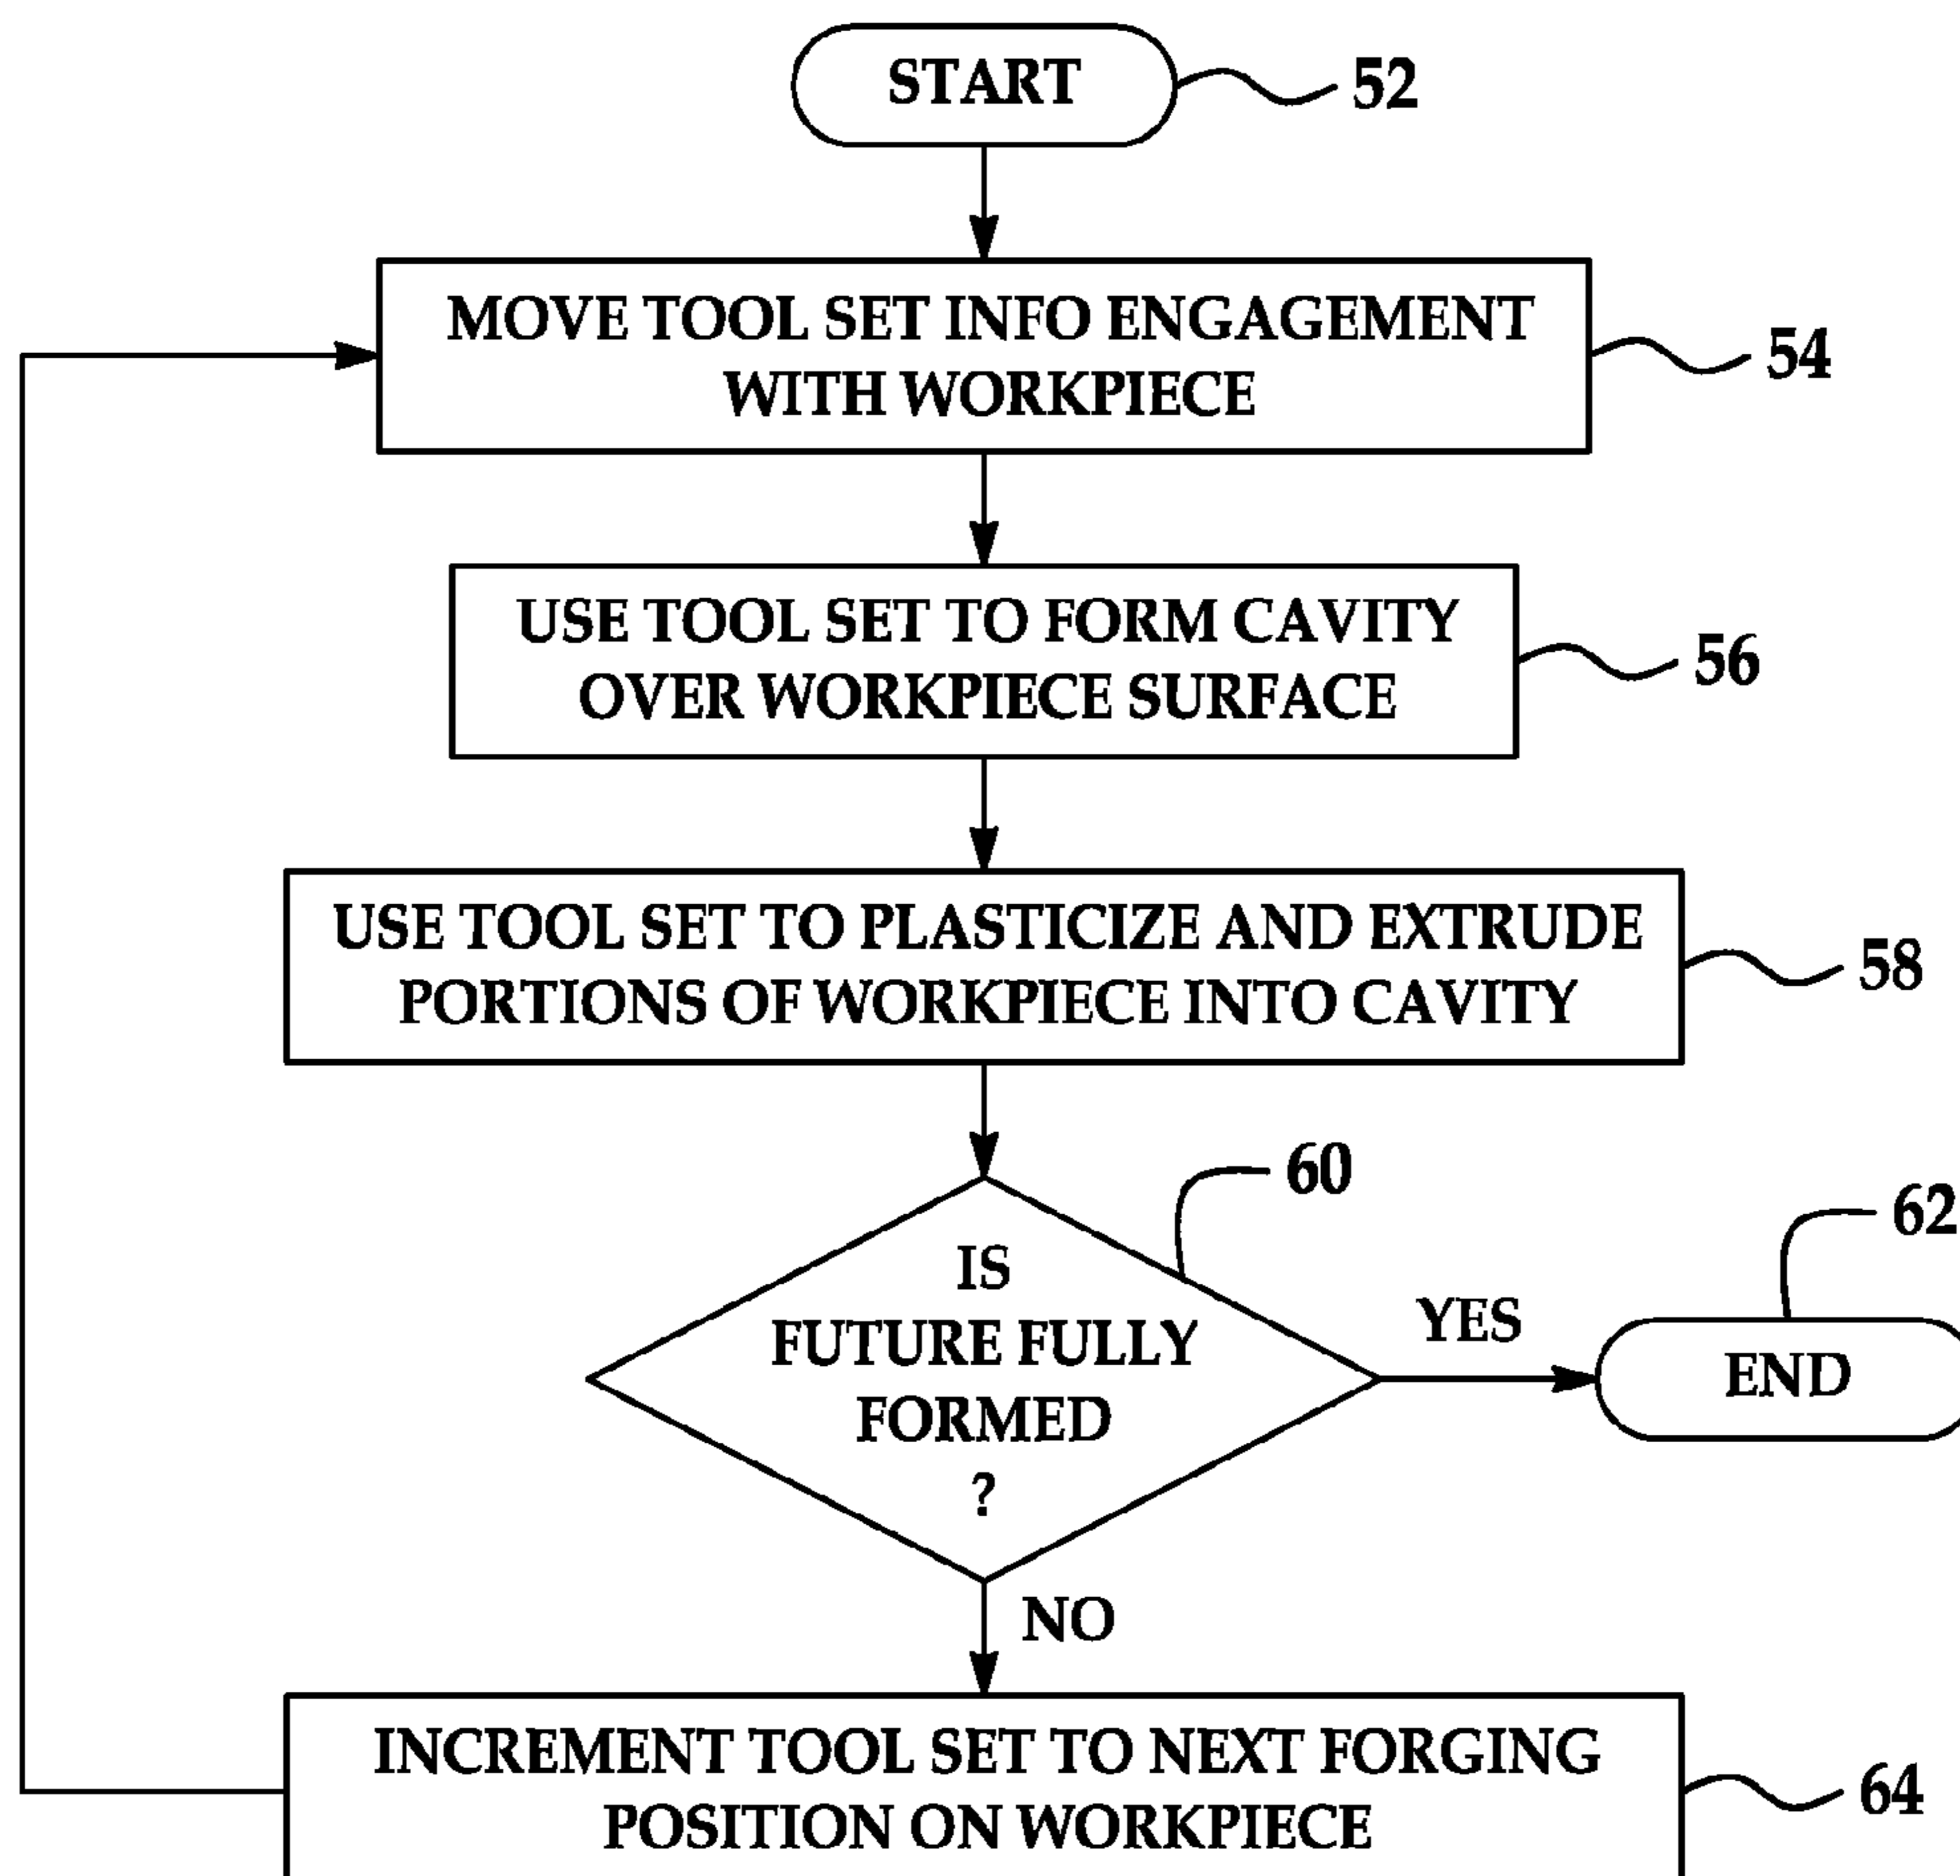 START
52
MOVE TOOL SET INFO ENGAGEMENT
WITH WORKPIECE
54
USE TOOL SET TO FORM CAVITY
OVER WORKPIECE SURFACE
56
USE TOOL SET TO PLASTICIZE AND EXTRUDE
PORTIONS OF WORKPIECE INTO CAVITY
58
60
IS
FUTURE FULLY
FORMED
?
YES
62
END
NO
INCREMENT TOOL SET TO NEXT FORGING
POSITION ON WORKPIECE
64